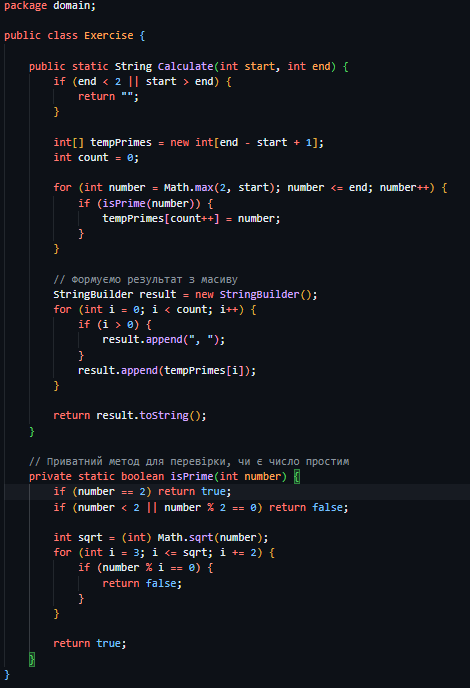 package domain;

public class Exercise {

    public static String Calculate(int start, int end) {
        if (end < 2 || start > end) {
            return "";
        }

        int[] tempPrimes = new int[end - start + 1];
        int count = 0;

        for (int number = Math.max(2, start); number <= end; number++) {
            if (isPrime(number)) {
                tempPrimes[count++] = number;
            }
        }

        // Формуємо результат з масиву
        StringBuilder result = new StringBuilder();
        for (int i = 0; i < count; i++) {
            if (i > 0) {
                result.append(", ");
            }
            result.append(tempPrimes[i]);
        }

        return result.toString();
    }

    // Приватний метод для перевірки, чи є число простим
    private static boolean isPrime(int number) {
        if (number == 2) return true;
        if (number < 2 || number % 2 == 0) return false;

        int sqrt = (int) Math.sqrt(number);
        for (int i = 3; i <= sqrt; i += 2) {
            if (number % i == 0) {
                return false;
            }
        }

        return true;
    }
}